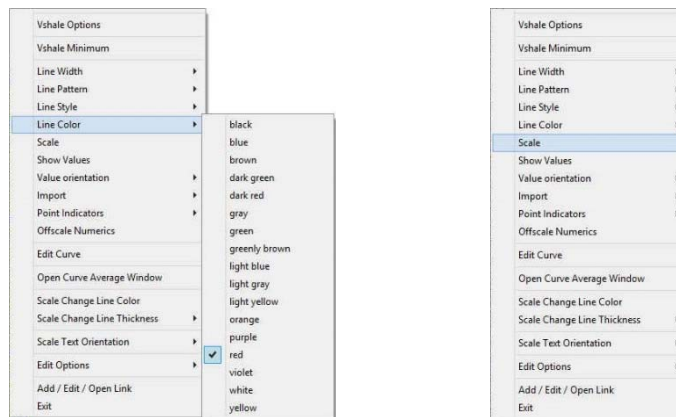 Vshale Options
Vshale Minimum
Line Width
Line Pattern
Line Style
Line Color
Scale
Show Values
Value orientation
Import
Point Indicators
Offscale Numerics
Edit Curve
Open Curve Average Window
Scale Change Line Color
Scale Change Line Thickness
Scale Text Orientation
Edit Options
Add / Edit / Open Link
Exit
black
blue
brown
dark green
dark red
gray
green
greenly brown
light blue
light gray
light yellow
orange
purple
red
violet
white
yellow
Vshale Options
Vshale Minimum
Line Width
Line Pattern
Line Style
Line Color
Scale
Show Values
Value orientation
Import
Point Indicators
Offscale Numerics
Edit Curve
Open Curve Average Window
Scale Change Line Color
Scale Change Line Thickness
Scale Text Orientation
Edit Options
Add / Edit / Open Link
Exit